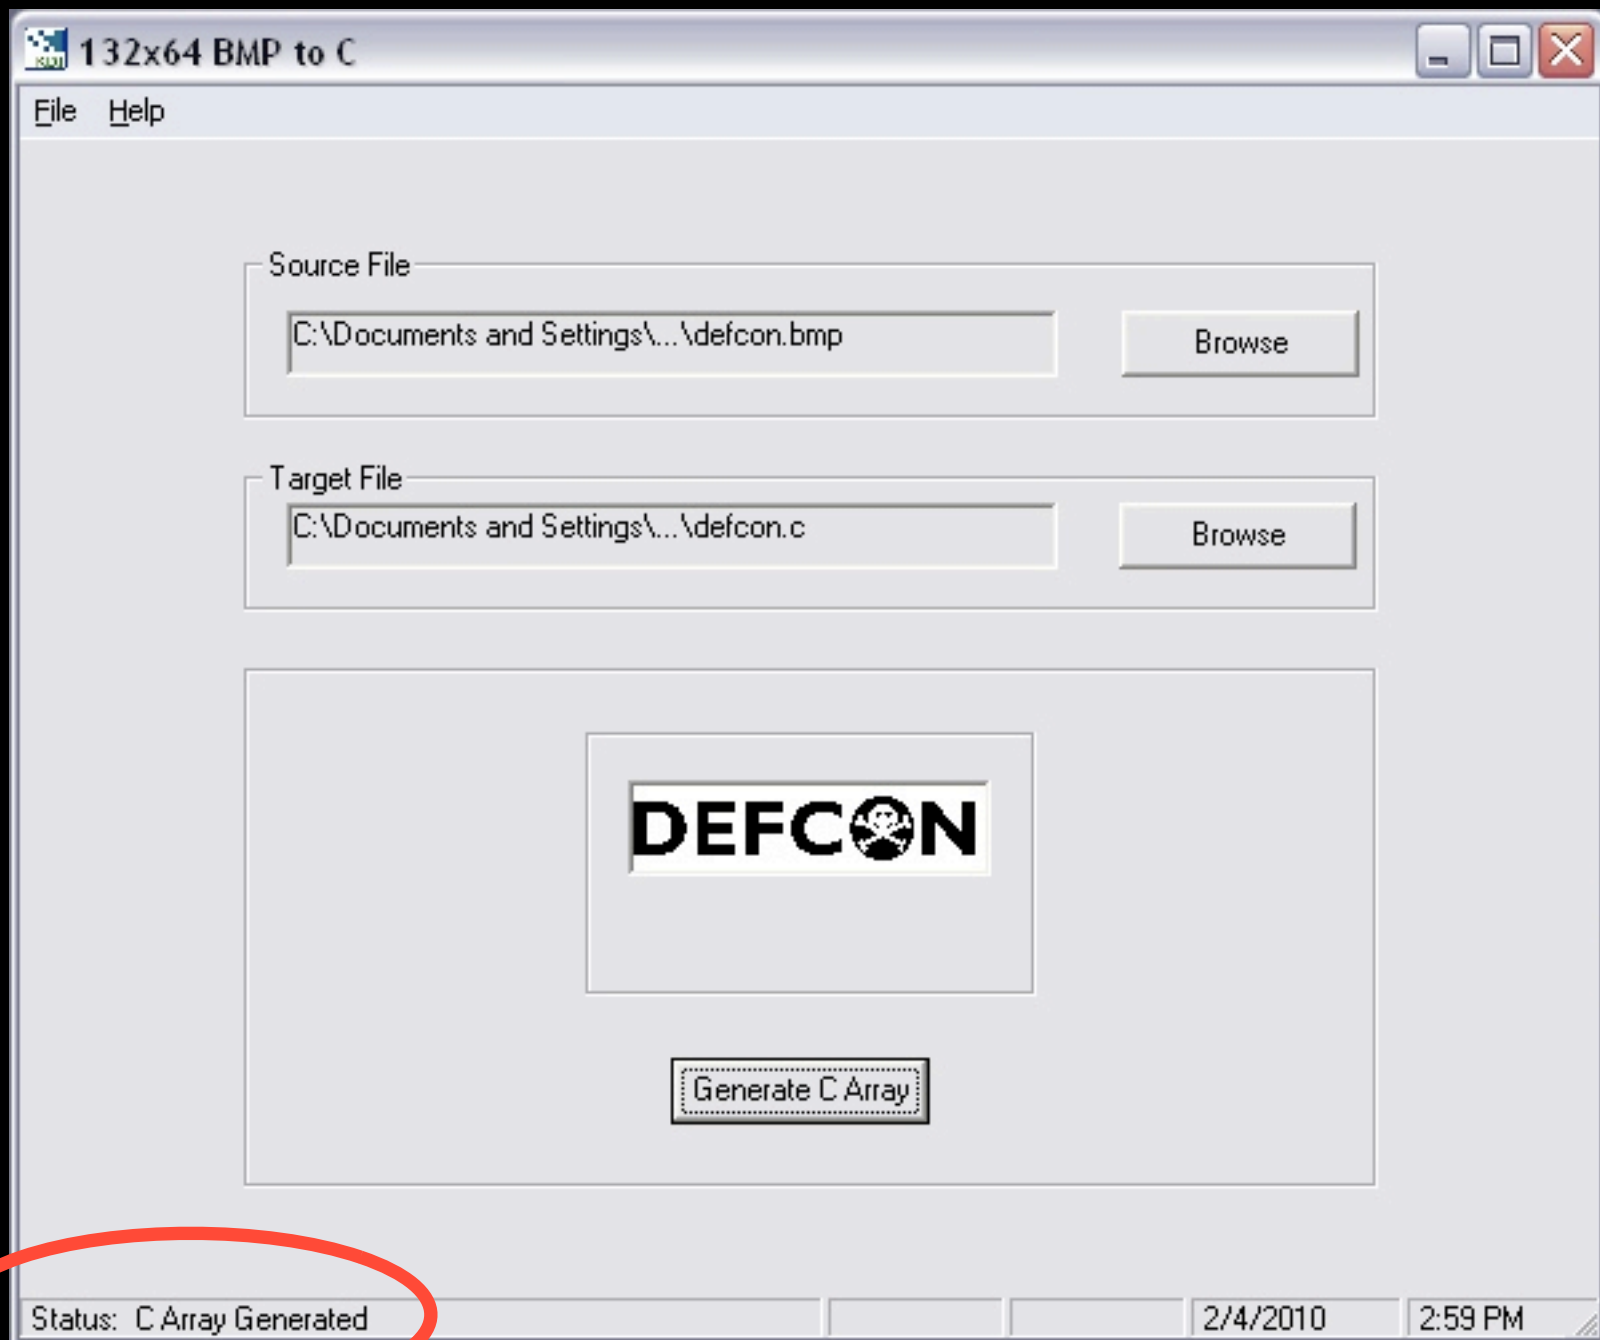 132x64 BMP to C
File Help
Source File
C:\Documents and Settings\...\defcon.bmp
Browse
Target File
C:\Documents and Settings\...\defcon.c
Browse
DEFCON
Generate C Array
Status: C Array Generated 2/4/2010 2:59 PM